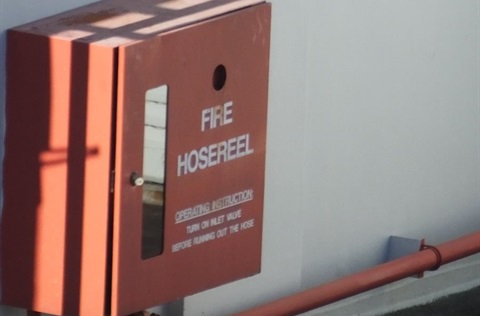 FIRE
HOSEREEL
OPERATING INSTRUCTION
TURN ON INLET VALVE
BEFORE RUNNING OUT THE HOSE